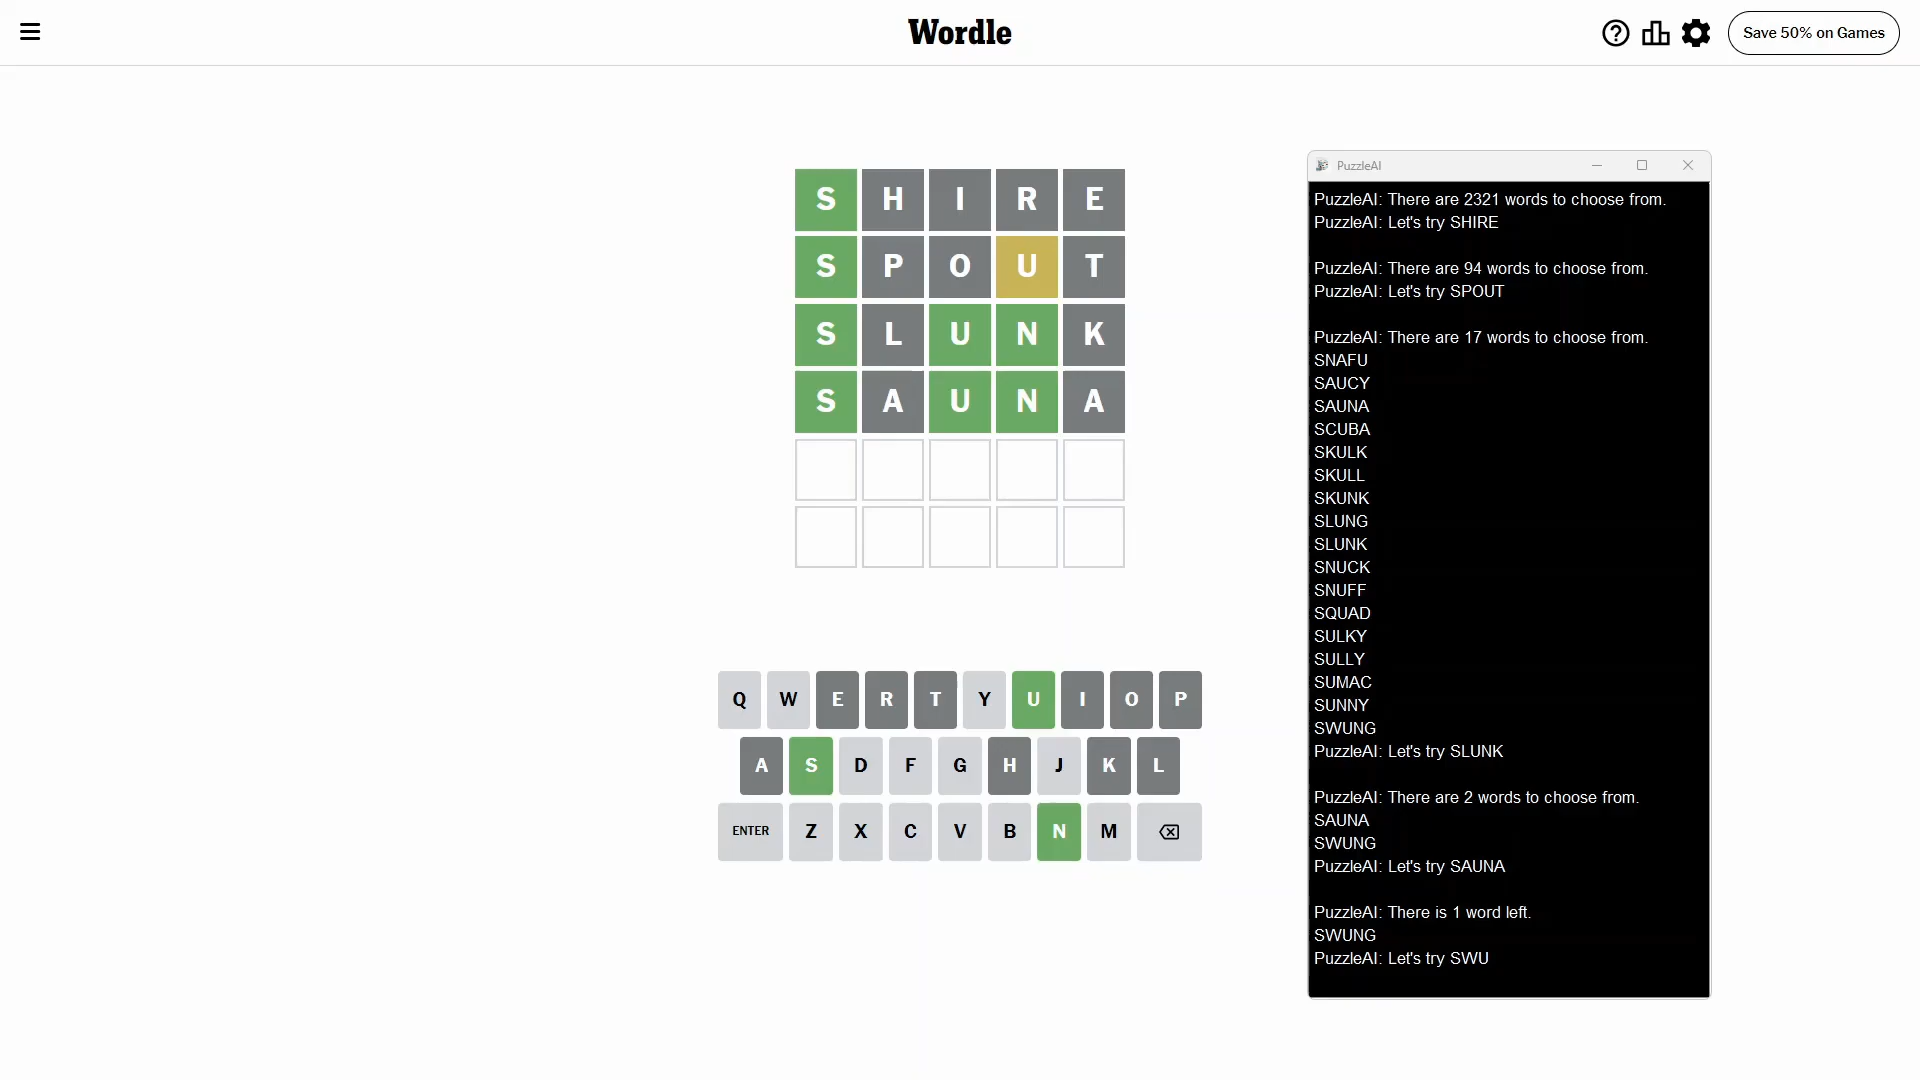 Wordle
Save 50% on Games
S H I R E
S P O U T
S L U N K
S A U N A
Q W E R T Y U I O P
A S D F G H J K L
ENTER Z X C V B N M
PuzzleAI
PuzzleAI: There are 2321 words to choose from.
PuzzleAI: Let's try SHIRE
PuzzleAI: There are 94 words to choose from.
PuzzleAI: Let's try SPOUT
PuzzleAI: There are 17 words to choose from.
SNAFU
SAUCY
SAUNA
SCUBA
SKULK
SKULL
SKUNK
SLUNG
SLUNK
SNUCK
SNUFF
SQUAD
SULKY
SULLY
SUMAC
SUNNY
SWUNG
PuzzleAI: Let's try SLUNK
PuzzleAI: There are 2 words to choose from.
SAUNA
SWUNG
PuzzleAI: Let's try SAUNA
PuzzleAI: There is 1 word left.
SWUNG
PuzzleAI: Let's try SWU